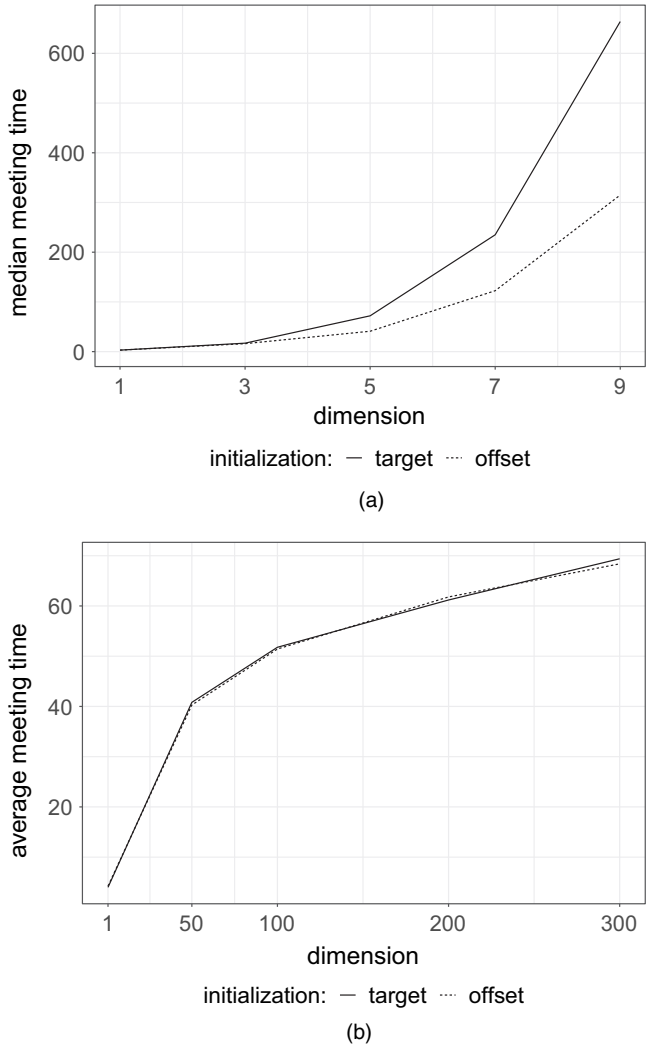 median meeting time
600
400
200
0
1 3 5 7 9
dimension
initialization: target offset
(a)
average meeting time
60
40
20
1 50 100 200 300
dimension
initialization: target offset
(b)